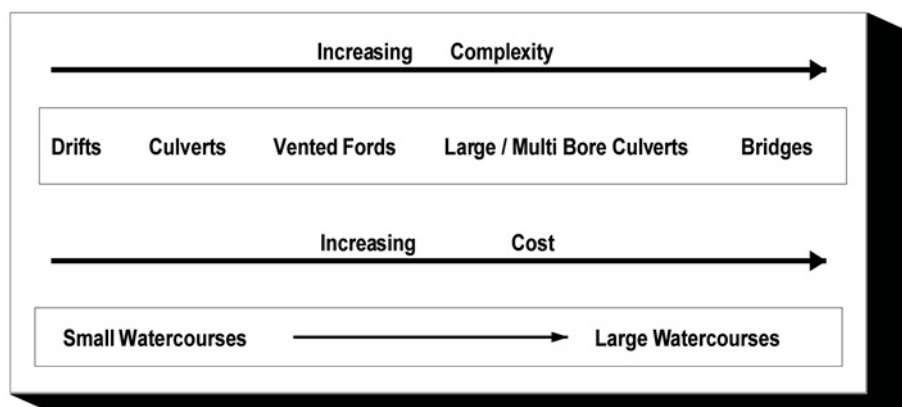 Increasing Complexity
Drifts Culverts Vented Fords Large / Multi Bore Culverts Bridges
Increasing Cost
Small Watercourses Large Watercourses